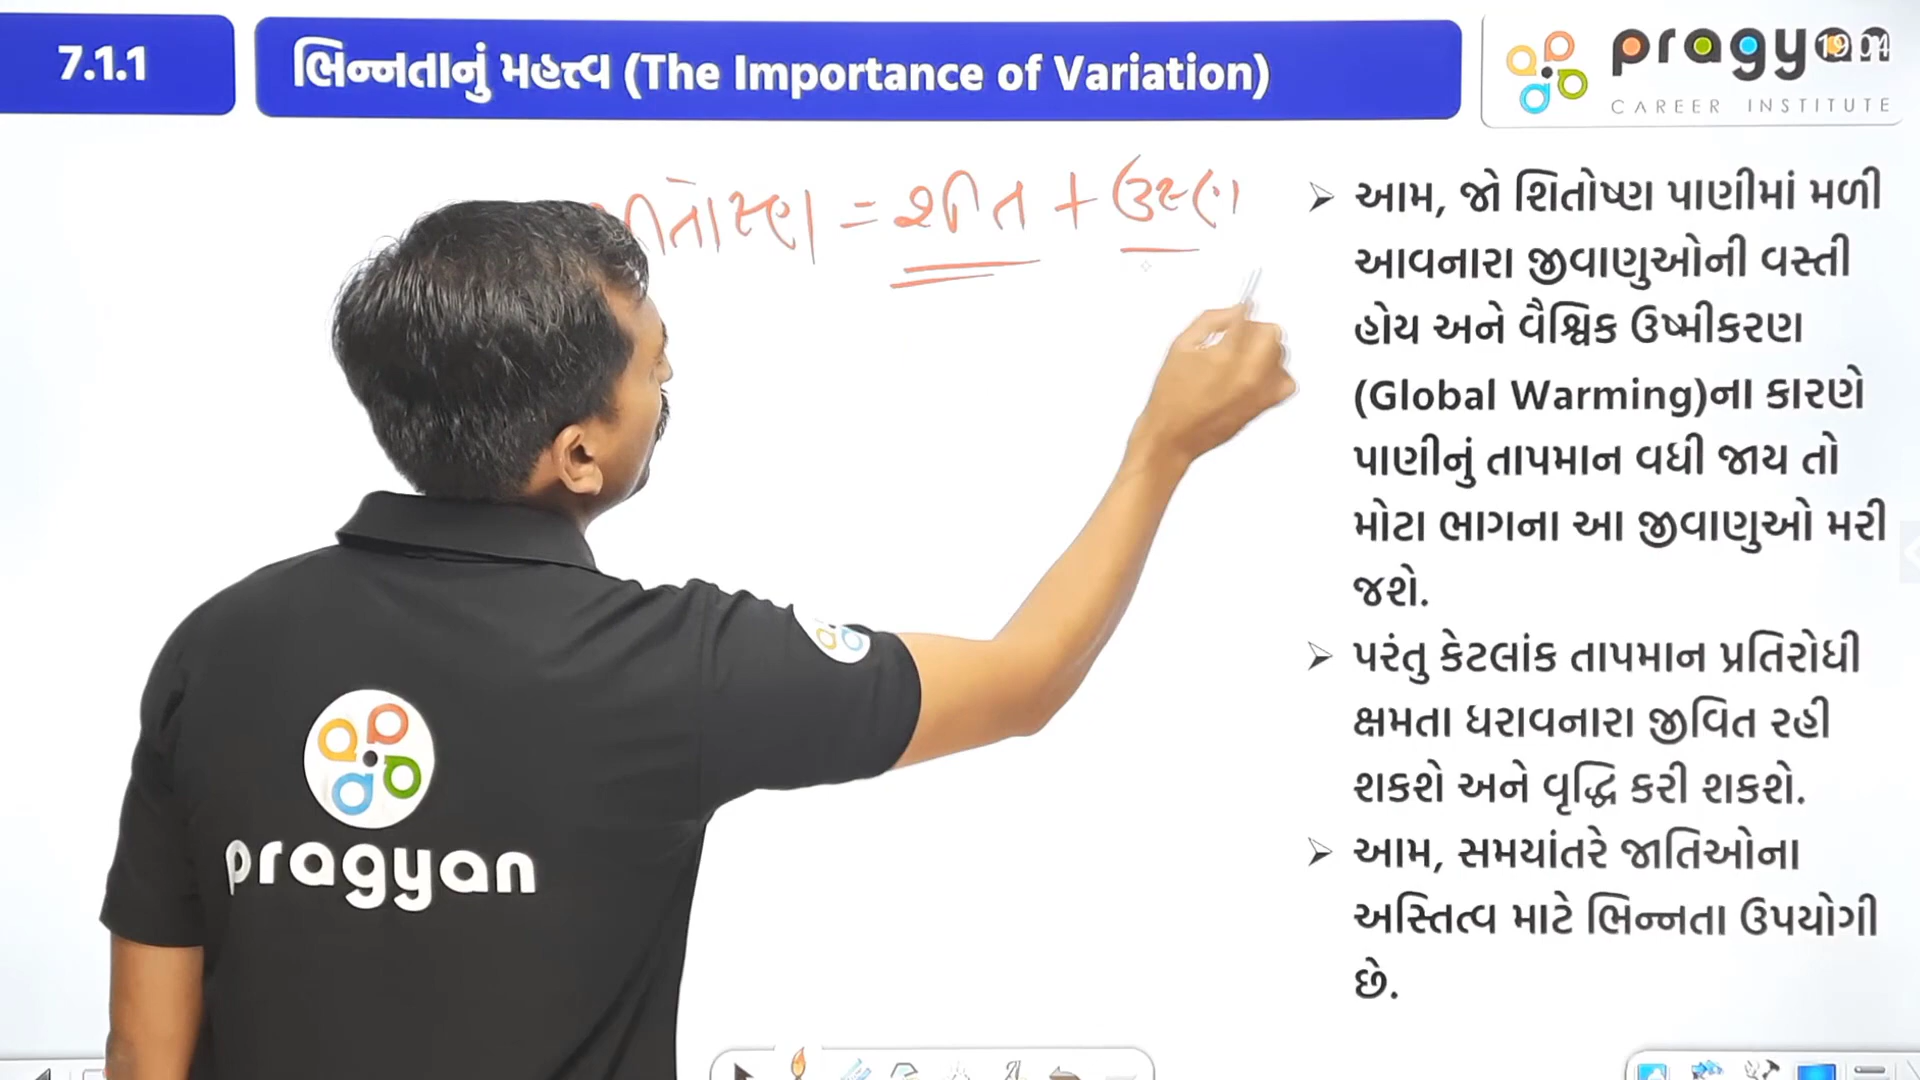 7.1.1
ભિન્નતાનું મહત્ત્વ (The Importance of Variation)
pragyan
19:04
CAREER INSTITUTE
= શીત + ઉષ્ણ
➢ આમ, જો શિતોષ્ણ પાણીમાં મળી
આવનારા જીવાણુઓની વસ્તી
હોય અને વૈશ્વિક ઉષ્મીકરણ
(Global Warming)ના કારણે
પાણીનું તાપમાન વધી જાય તો
મોટા ભાગના આ જીવાણુઓ મરી
જશે.
➢ પરંતુ કેટલાંક તાપમાન પ્રતિરોધી
ક્ષમતા ધરાવનારા જીવિત રહી
શકશે અને વૃદ્ધિ કરી શકશે.
➢ આમ, સમયાંતરે જાતિઓના
અસ્તિત્વ માટે ભિન્નતા ઉપયોગી
છે.
pragyan